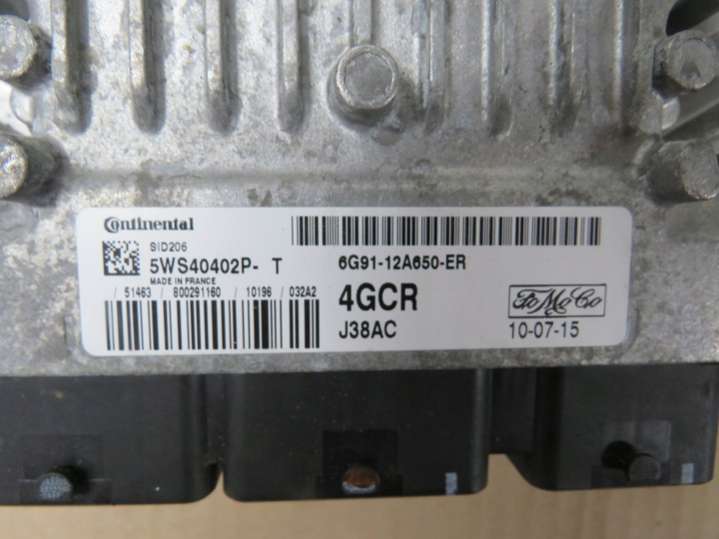 Continental
SID206
5WS40402P- T
MADE IN FRANCE
/ 51463 / 800291160 / 10196 / 032A2
6G91-12A650-ER
4GCR
J38AC
FoMoCo
10-07-15